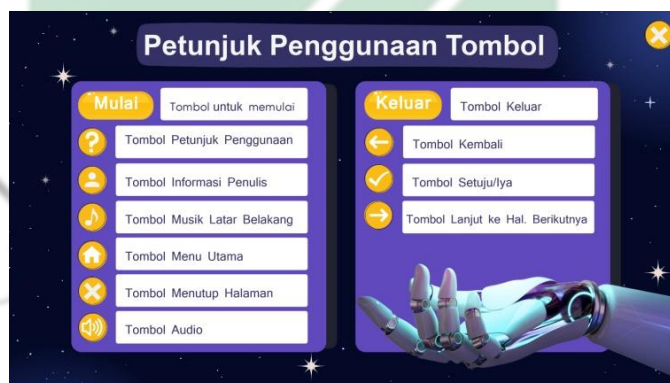 Petunjuk Penggunaan Tombol
Mulai Tombol untuk memulai
Tombol Petunjuk Penggunaan
Tombol Informasi Penulis
Tombol Musik Latar Belakang
Tombol Menu Utama
Tombol Menutup Halaman
Tombol Audio
Keluar Tombol Keluar
Tombol Kembali
Tombol Setuju/Iya
Tombol Lanjut ke Hal. Berikutnya